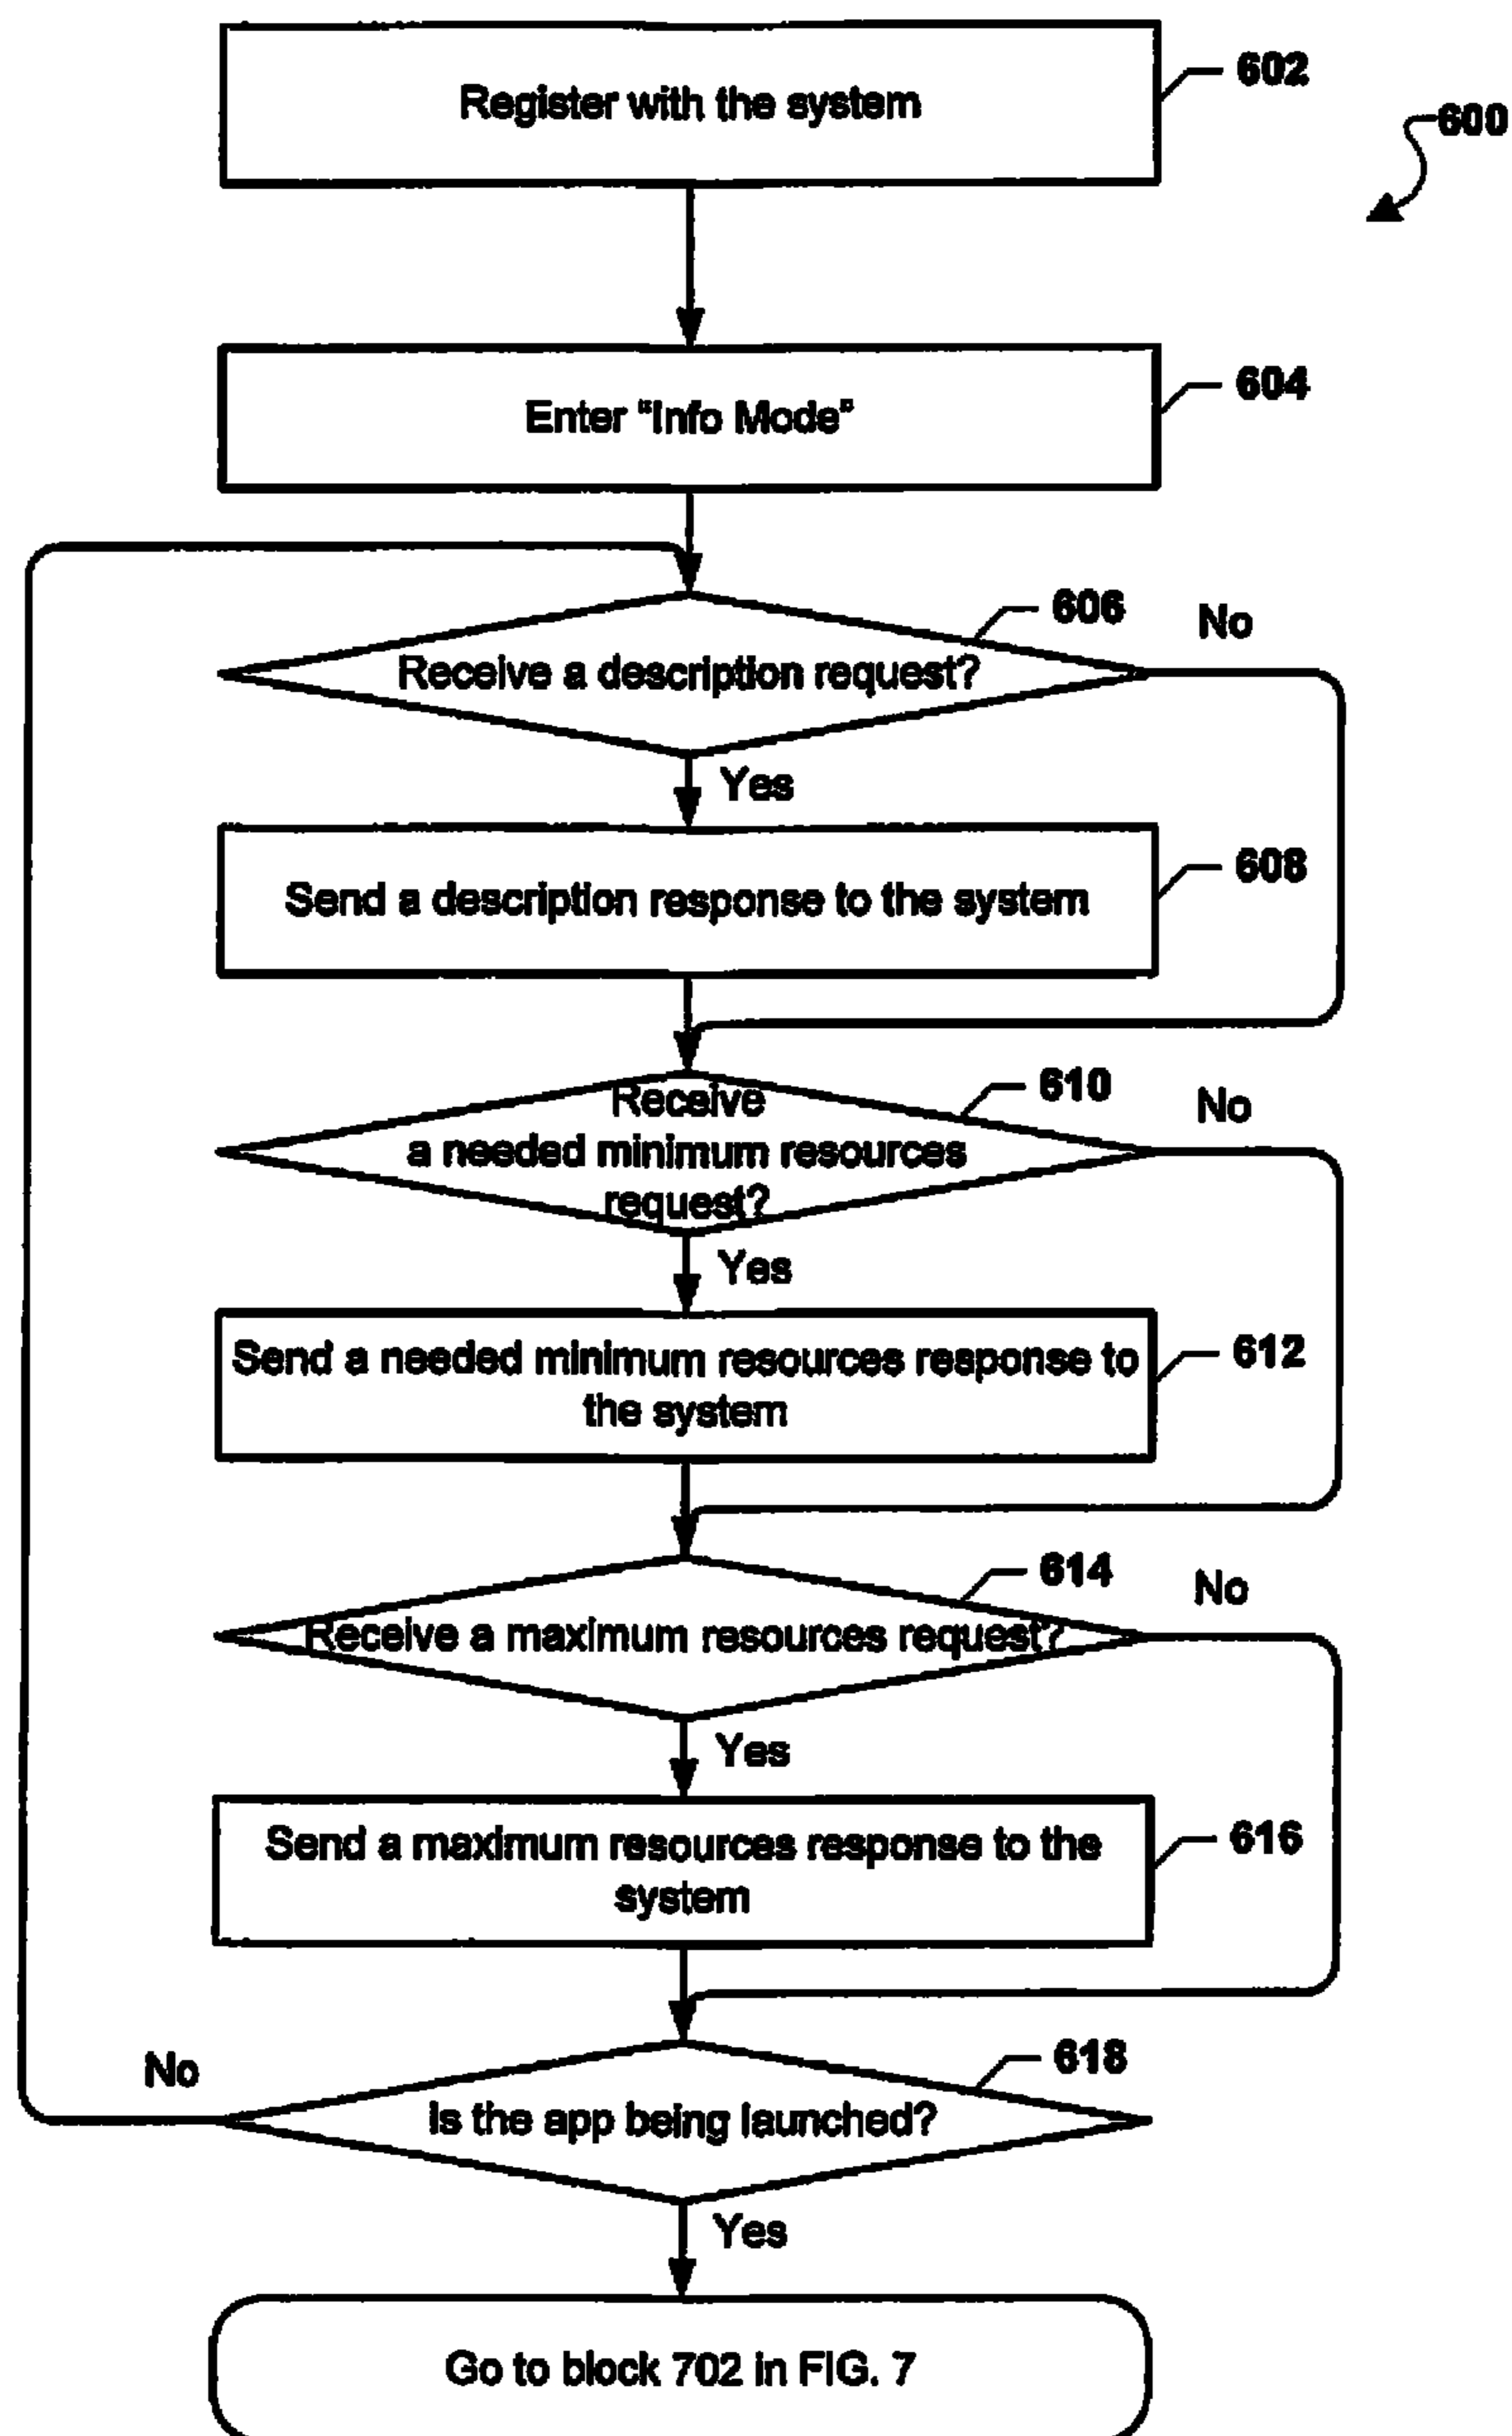 Register with the system
602
600
Enter "Info Mode"
604
606
No
Receive a description request?
Yes
Send a description response to the system
608
610
No
Receive
a needed minimum resources
request?
Yes
Send a needed minimum resources response to
the system
612
614
No
Receive a maximum resources request?
Yes
Send a maximum resources response to the
system
616
618
No
Is the app being launched?
Yes
Go to block 702 in FIG. 7